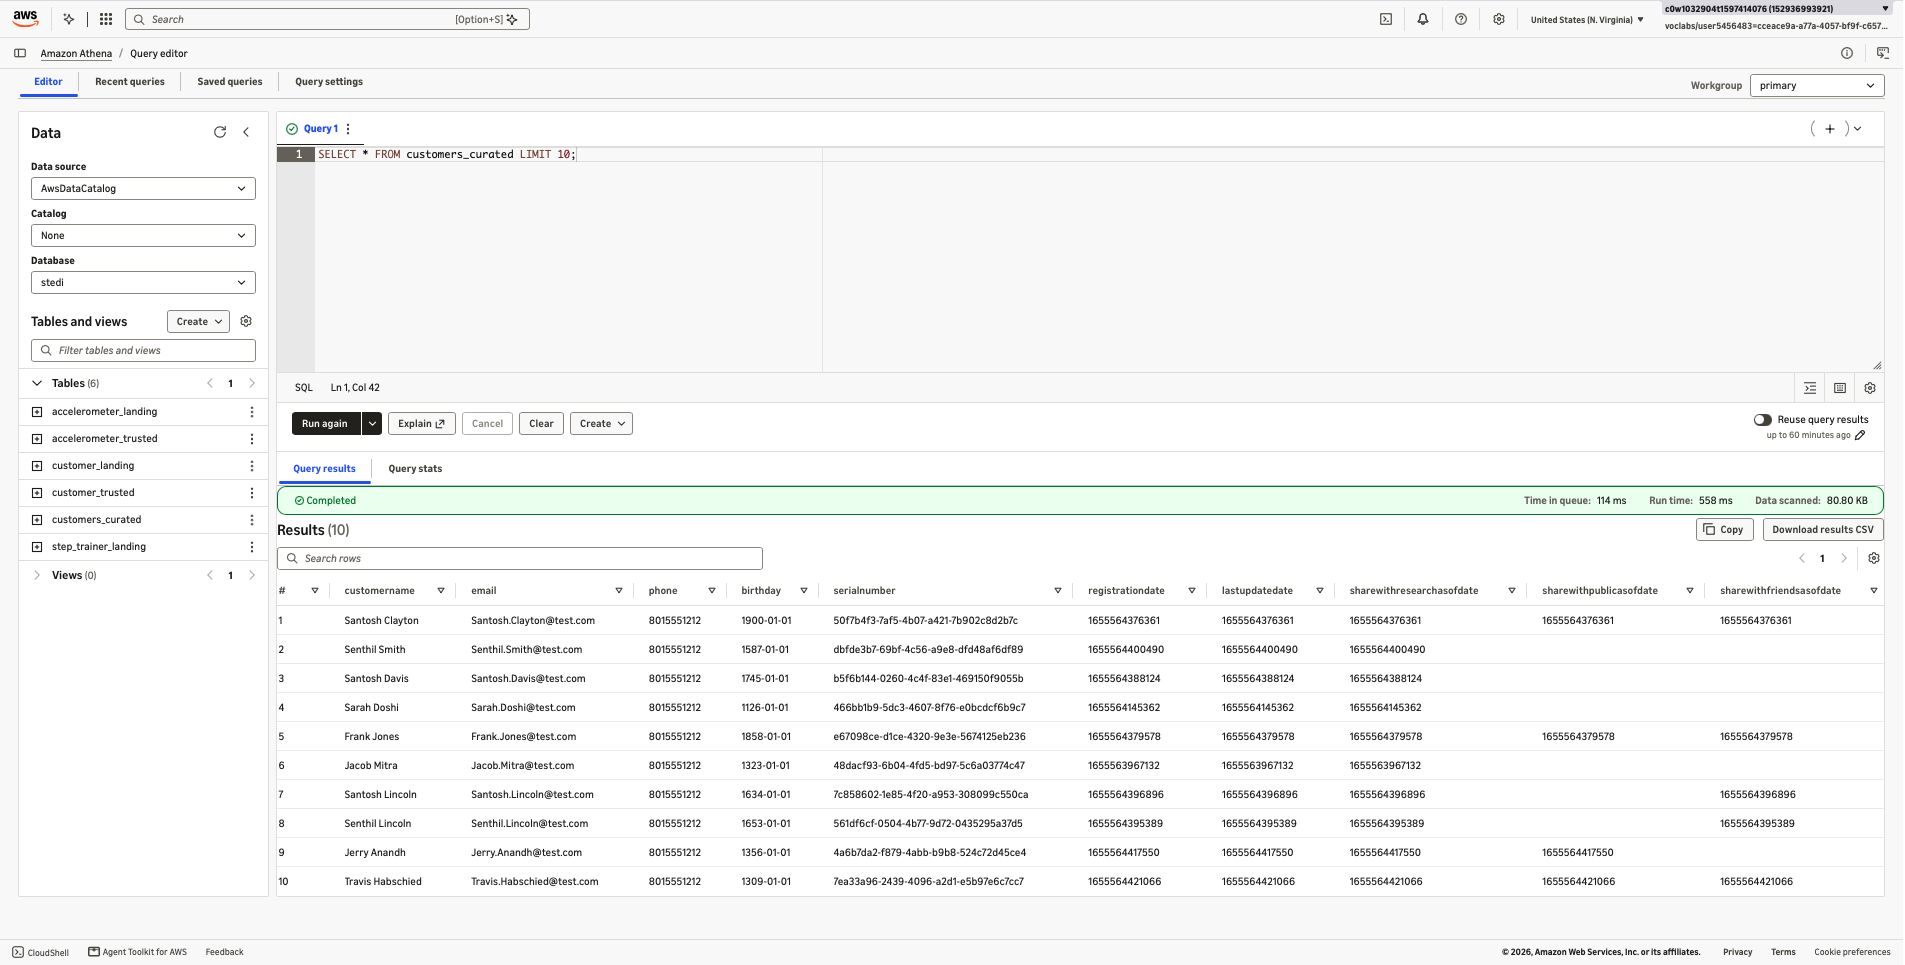 aws
Search [Option+S]
United States (N. Virginia)
c0w1032904t1597414076 (152936993921)
voclabs/user5456483=cceace9a-a77a-4057-bf9f-c657...
Amazon Athena / Query editor
Editor
Recent queries
Saved queries
Query settings
Workgroup
primary
Data
Data source
AwsDataCatalog
Catalog
None
Database
stedi
Tables and views
Create
Filter tables and views
Tables (6)
1
accelerometer_landing
accelerometer_trusted
customer_landing
customer_trusted
customers_curated
step_trainer_landing
Views (0)
1
Query 1
1 SELECT * FROM customers_curated LIMIT 10;
SQL Ln 1, Col 42
Run again
Explain
Cancel
Clear
Create
Reuse query results
up to 60 minutes ago
Query results
Query stats
Completed
Time in queue: 114 ms
Run time: 558 ms
Data scanned: 80.80 KB
Results (10)
Copy
Download results CSV
Search rows
1
# customername email phone birthday serialnumber registrationdate lastupdatedate sharewithresearchasofdate sharewithpublicasofdate sharewithfriendsasofdate
1 Santosh Clayton Santosh.Clayton@test.com 8015551212 1900-01-01 50f7b4f3-7af5-4b07-a421-7b902c8d2b7c 1655564376361 1655564376361 1655564376361 1655564376361 1655564376361
2 Senthil Smith Senthil.Smith@test.com 8015551212 1587-01-01 dbfde3b7-69bf-4c56-a9e8-dfd48af6df89 1655564400490 1655564400490 1655564400490
3 Santosh Davis Santosh.Davis@test.com 8015551212 1745-01-01 b5f6b144-0260-4c4f-83e1-469150f9055b 1655564388124 1655564388124 1655564388124
4 Sarah Doshi Sarah.Doshi@test.com 8015551212 1126-01-01 466bb1b9-5dc3-4607-8f76-e0bcdcf6b9c7 1655564145362 1655564145362 1655564145362
5 Frank Jones Frank.Jones@test.com 8015551212 1858-01-01 e67098ce-d1ce-4320-9e3e-5674125eb236 1655564379578 1655564379578 1655564379578 1655564379578 1655564379578
6 Jacob Mitra Jacob.Mitra@test.com 8015551212 1323-01-01 48dacf93-6b04-4fd5-bd97-5c6a03774c47 1655563967132 1655563967132 1655563967132
7 Santosh Lincoln Santosh.Lincoln@test.com 8015551212 1634-01-01 7c858602-1e85-4f20-a953-308099c550ca 1655564396896 1655564396896 1655564396896 1655564396896
8 Senthil Lincoln Senthil.Lincoln@test.com 8015551212 1653-01-01 561df6cf-0504-4b77-9d72-0435295a37d5 1655564395389 1655564395389 1655564395389 1655564395389
9 Jerry Anandh Jerry.Anandh@test.com 8015551212 1356-01-01 4a6b7da2-f879-4abb-b9b8-524c72d45ce4 1655564417550 1655564417550 1655564417550 1655564417550
10 Travis Habschied Travis.Habschied@test.com 8015551212 1309-01-01 7ea33a96-2439-4096-a2d1-e5b97e6c7cc7 1655564421066 1655564421066 1655564421066 1655564421066 1655564421066
CloudShell
Agent Toolkit for AWS
Feedback
© 2026, Amazon Web Services, Inc. or its affiliates.
Privacy
Terms
Cookie preferences